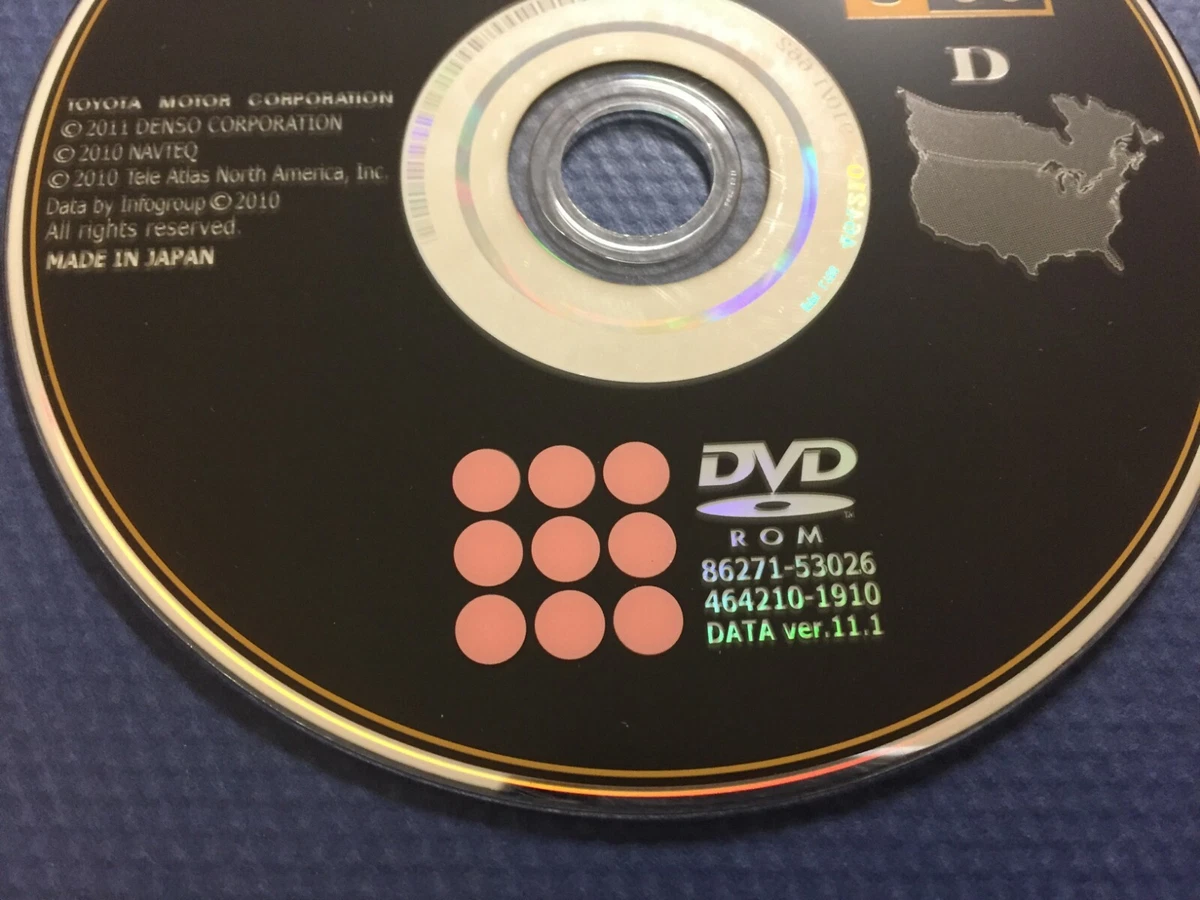 D
TOYOTA MOTOR CORPORATION
© 2011 DENSO CORPORATION
© 2010 NAVTEQ
© 2010 Tele Atlas North America, Inc.
Data by Infogroup © 2010
All rights reserved.
MADE IN JAPAN
DVD
ROM
86271-53026
464210-1910
DATA ver.11.1